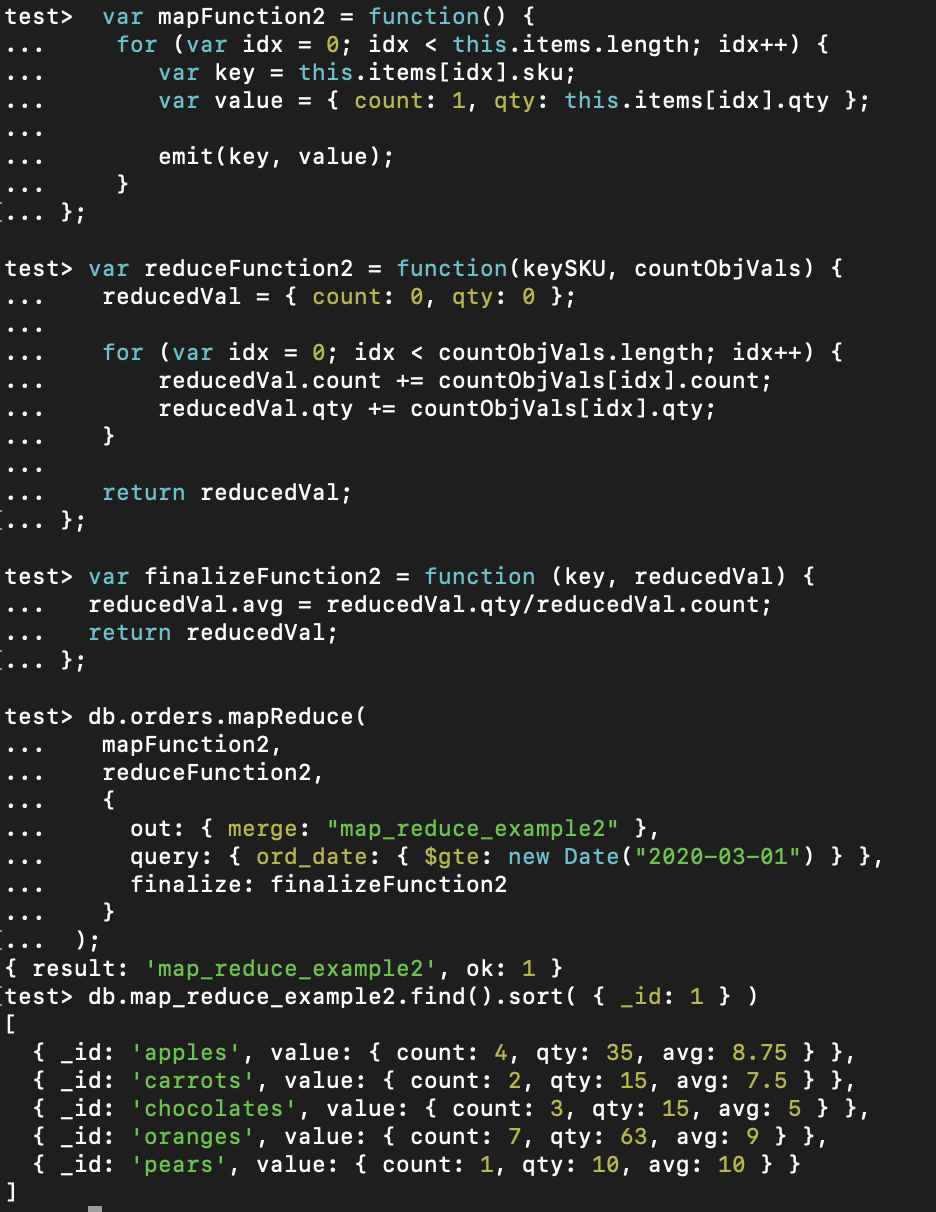 test>  var mapFunction2 = function() {
...     for (var idx = 0; idx < this.items.length; idx++) {
...        var key = this.items[idx].sku;
...        var value = { count: 1, qty: this.items[idx].qty };
...
...        emit(key, value);
...     }
[... };
test> var reduceFunction2 = function(keySKU, countObjVals) {
...    reducedVal = { count: 0, qty: 0 };
...
...    for (var idx = 0; idx < countObjVals.length; idx++) {
...        reducedVal.count += countObjVals[idx].count;
...        reducedVal.qty += countObjVals[idx].qty;
...    }
...
...    return reducedVal;
[... };
test> var finalizeFunction2 = function (key, reducedVal) {
...   reducedVal.avg = reducedVal.qty/reducedVal.count;
...   return reducedVal;
[... };
test> db.orders.mapReduce(
...    mapFunction2,
...    reduceFunction2,
...    {
...      out: { merge: "map_reduce_example2" },
...      query: { ord_date: { $gte: new Date("2020-03-01") } },
...      finalize: finalizeFunction2
...    }
[...  );
{ result: 'map_reduce_example2', ok: 1 }
[test> db.map_reduce_example2.find().sort( { _id: 1 } )
[
  { _id: 'apples', value: { count: 4, qty: 35, avg: 8.75 } },
  { _id: 'carrots', value: { count: 2, qty: 15, avg: 7.5 } },
  { _id: 'chocolates', value: { count: 3, qty: 15, avg: 5 } },
  { _id: 'oranges', value: { count: 7, qty: 63, avg: 9 } },
  { _id: 'pears', value: { count: 1, qty: 10, avg: 10 } }
]